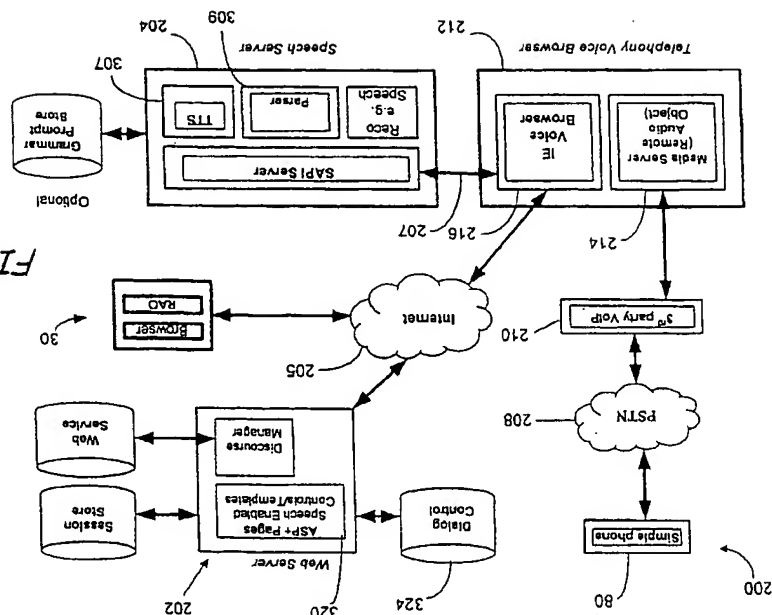 200
80
Simple phone
PSTN
208
3rd party VoIP
210
214
Media Server
(Remote
Audio
Object)
212
Telephony Voice Browser
216
IE
Voice
Browser
207
324
Dialog
Control
202
320
Web Server
ASP+ Pages
Speech Enabled
Controls/Templates
Discourse
Manager
Session
Store
Web
Service
205
Internet
30
Browser
RAO
FI
SAPI Server
Reco
e.g.
Speech
Parser
TTS
309
307
204
Speech Server
Optional
Grammar
Prompt
Store